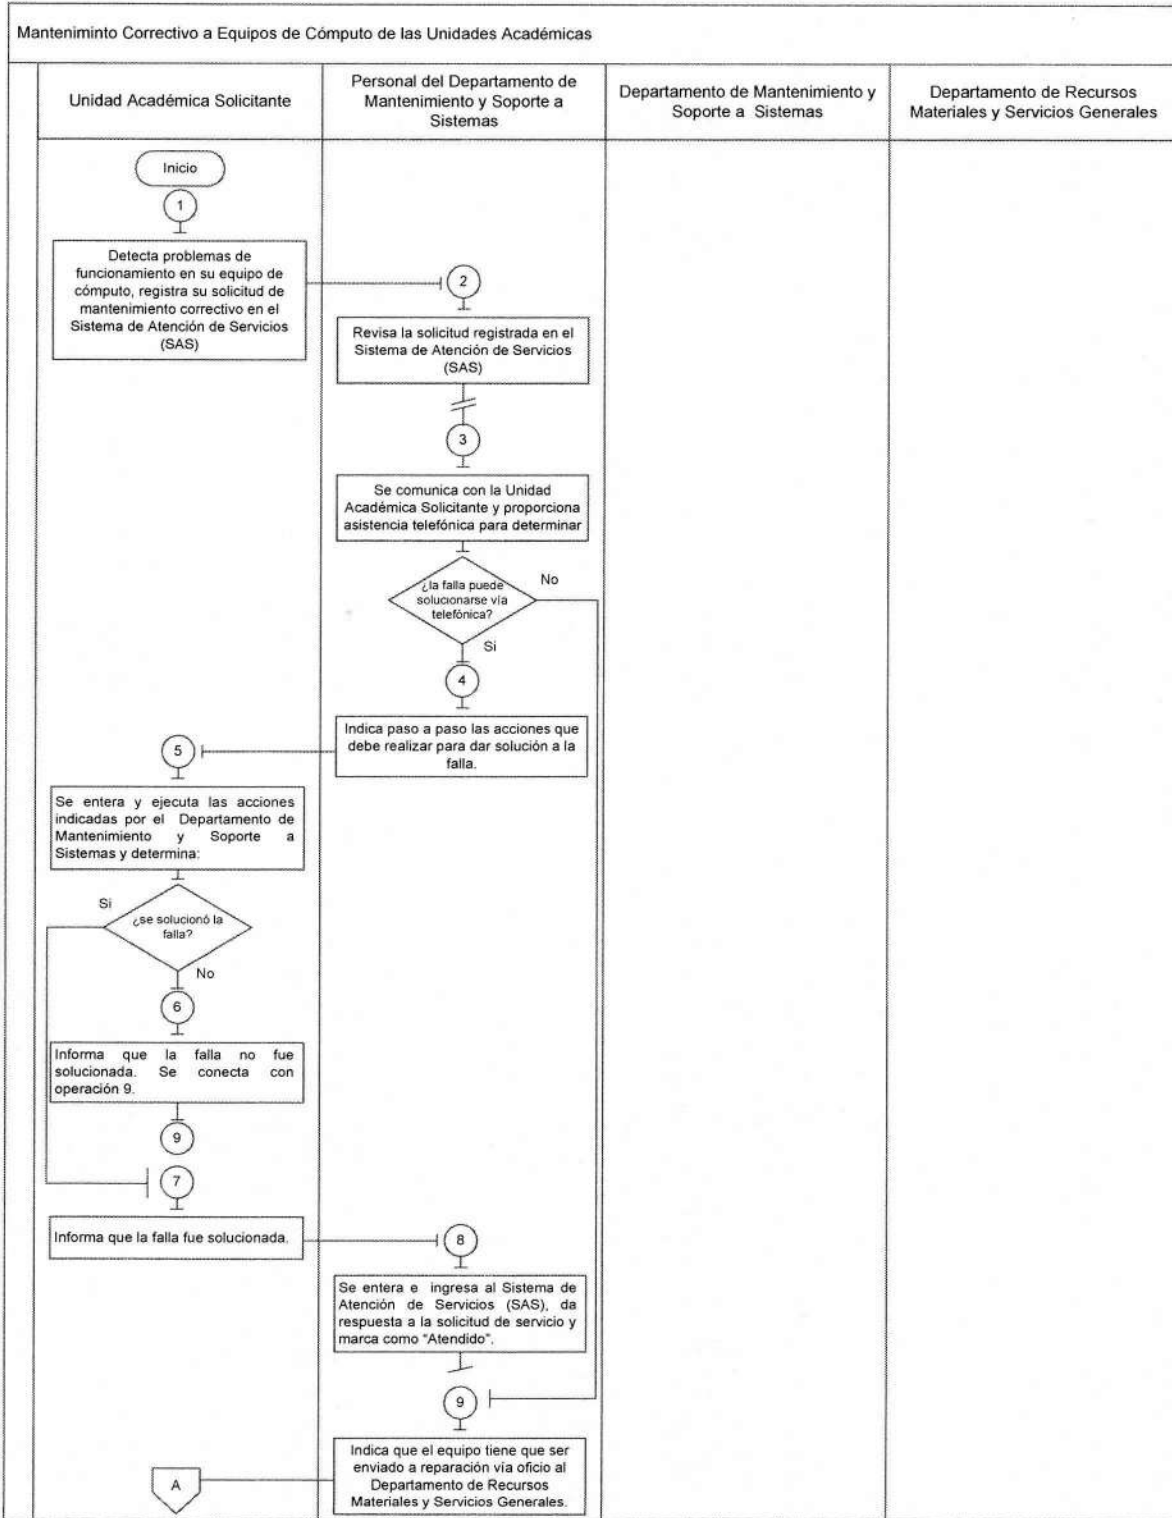 Manteniminto Correctivo a Equipos de Cómputo de las Unidades Académicas
Unidad Académica Solicitante
Personal del Departamento de
Mantenimiento y Soporte a
Sistemas
Departamento de Mantenimiento y
Soporte a Sistemas
Departamento de Recursos
Materiales y Servicios Generales
Inicio
1
Detecta problemas de
funcionamiento en su equipo de
cómputo, registra su solicitud de
mantenimiento correctivo en el
Sistema de Atención de Servicios
(SAS)
2
Revisa la solicitud registrada en el
Sistema de Atención de Servicios
(SAS)
3
Se comunica con la Unidad
Académica Solicitante y proporciona
asistencia telefónica para determinar
¿la falla puede
solucionarse vía
telefónica?
No
Si
4
Indica paso a paso las acciones que
debe realizar para dar solución a la
falla.
5
Se entera y ejecuta las acciones
indicadas por el Departamento de
Mantenimiento y Soporte a
Sistemas y determina:
Si
¿se solucionó la
falla?
No
6
Informa que la falla no fue
solucionada. Se conecta con
operación 9.
9
7
Informa que la falla fue solucionada.
8
Se entera e ingresa al Sistema de
Atención de Servicios (SAS), da
respuesta a la solicitud de servicio y
marca como "Atendido".
9
Indica que el equipo tiene que ser
enviado a reparación vía oficio al
Departamento de Recursos
Materiales y Servicios Generales.
A